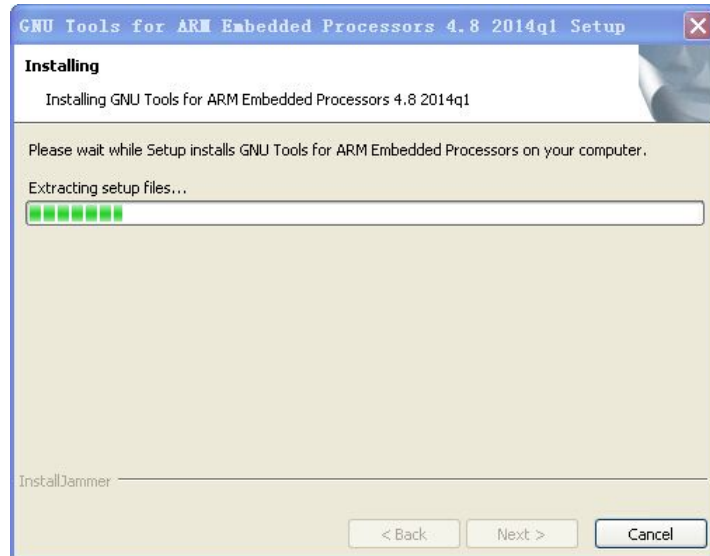 GNU Tools for ARM Embedded Processors 4.8 2014q1 Setup
Installing
Installing GNU Tools for ARM Embedded Processors 4.8 2014q1
Please wait while Setup installs GNU Tools for ARM Embedded Processors on your computer.
Extracting setup files...
InstallJammer
< Back Next > Cancel